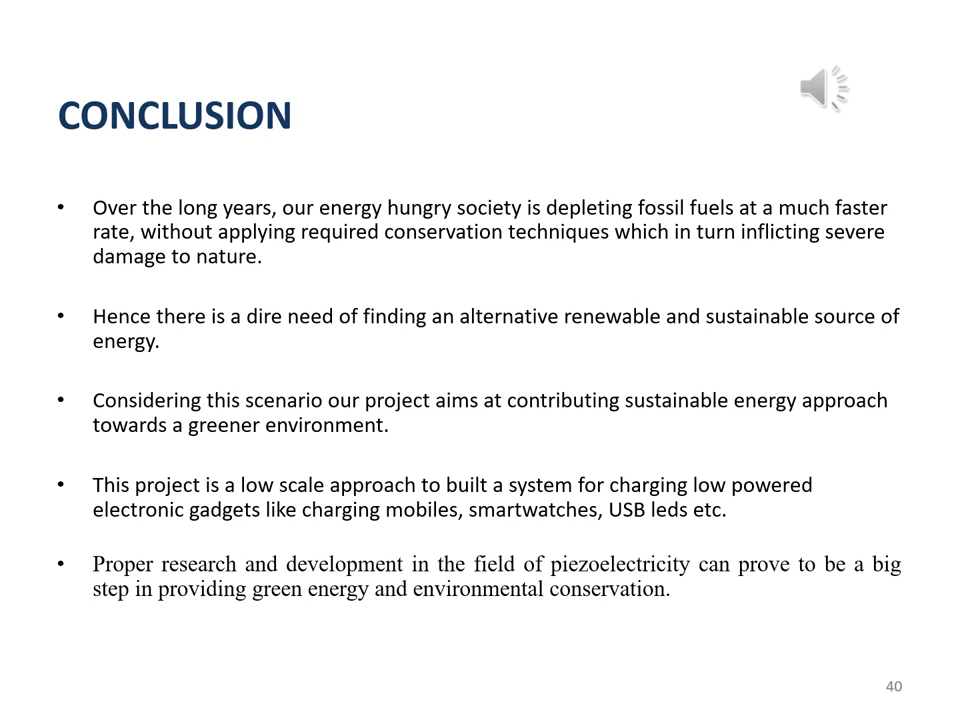 CONCLUSION
• Over the long years, our energy hungry society is depleting fossil fuels at a much faster
rate, without applying required conservation techniques which in turn inflicting severe
damage to nature.
• Hence there is a dire need of finding an alternative renewable and sustainable source of
energy.
• Considering this scenario our project aims at contributing sustainable energy approach
towards a greener environment.
• This project is a low scale approach to built a system for charging low powered
electronic gadgets like charging mobiles, smartwatches, USB leds etc.
• Proper research and development in the field of piezoelectricity can prove to be a big
step in providing green energy and environmental conservation.
40